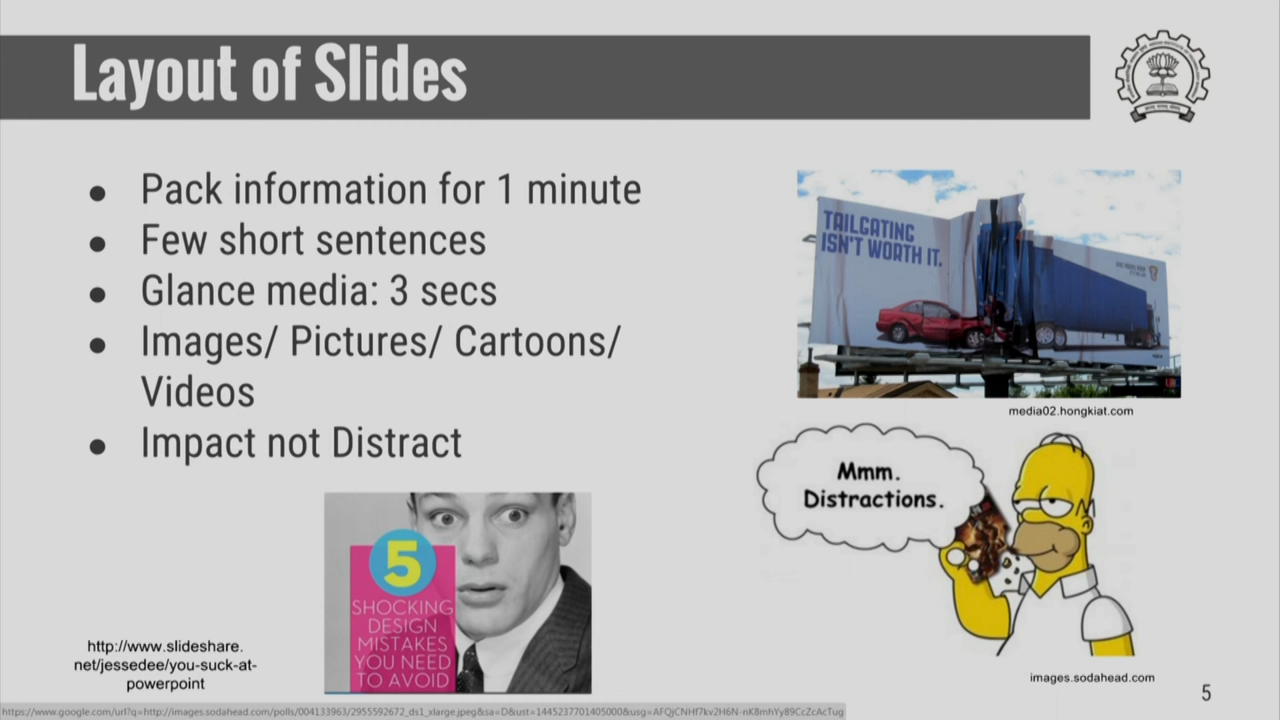 Layout of Slides
● Pack information for 1 minute
● Few short sentences
● Glance media: 3 secs
● Images/ Pictures/ Cartoons/
Videos
● Impact not Distract
TAILGATING
ISN'T WORTH IT.
media02.hongkiat.com
Mmm.
Distractions.
images.sodahead.com
5
SHOCKING
DESIGN
MISTAKES
YOU NEED
TO AVOID
http://www.slideshare.
net/jessedee/you-suck-at-
powerpoint
5